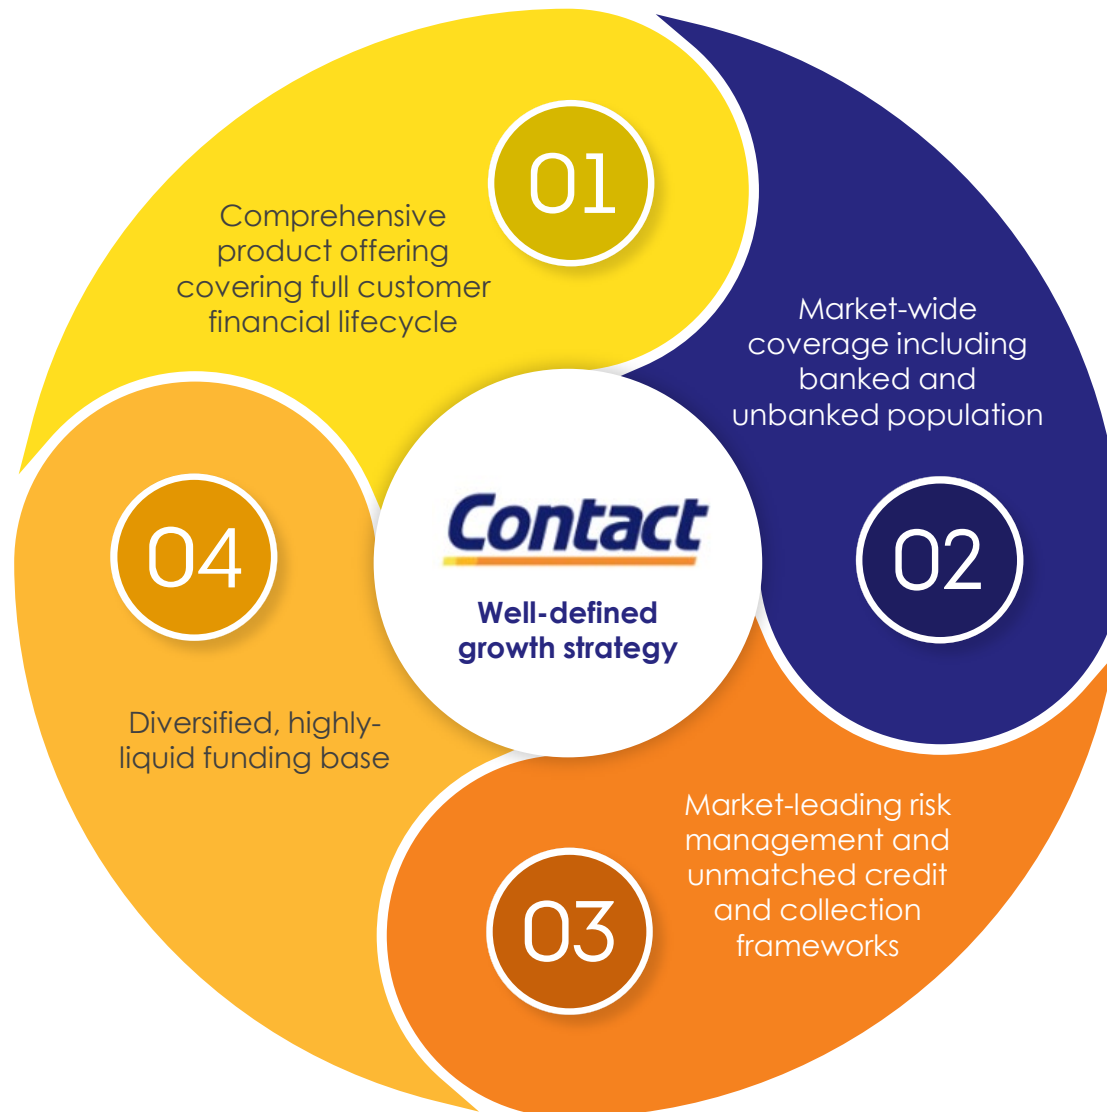 01
Comprehensive
product offering
covering full customer
financial lifecycle
Market-wide
coverage including
banked and
unbanked population
02
Contact
Well-defined
growth strategy
04
Diversified, highly-
liquid funding base
Market-leading risk
management and
unmatched credit
and collection
frameworks
03